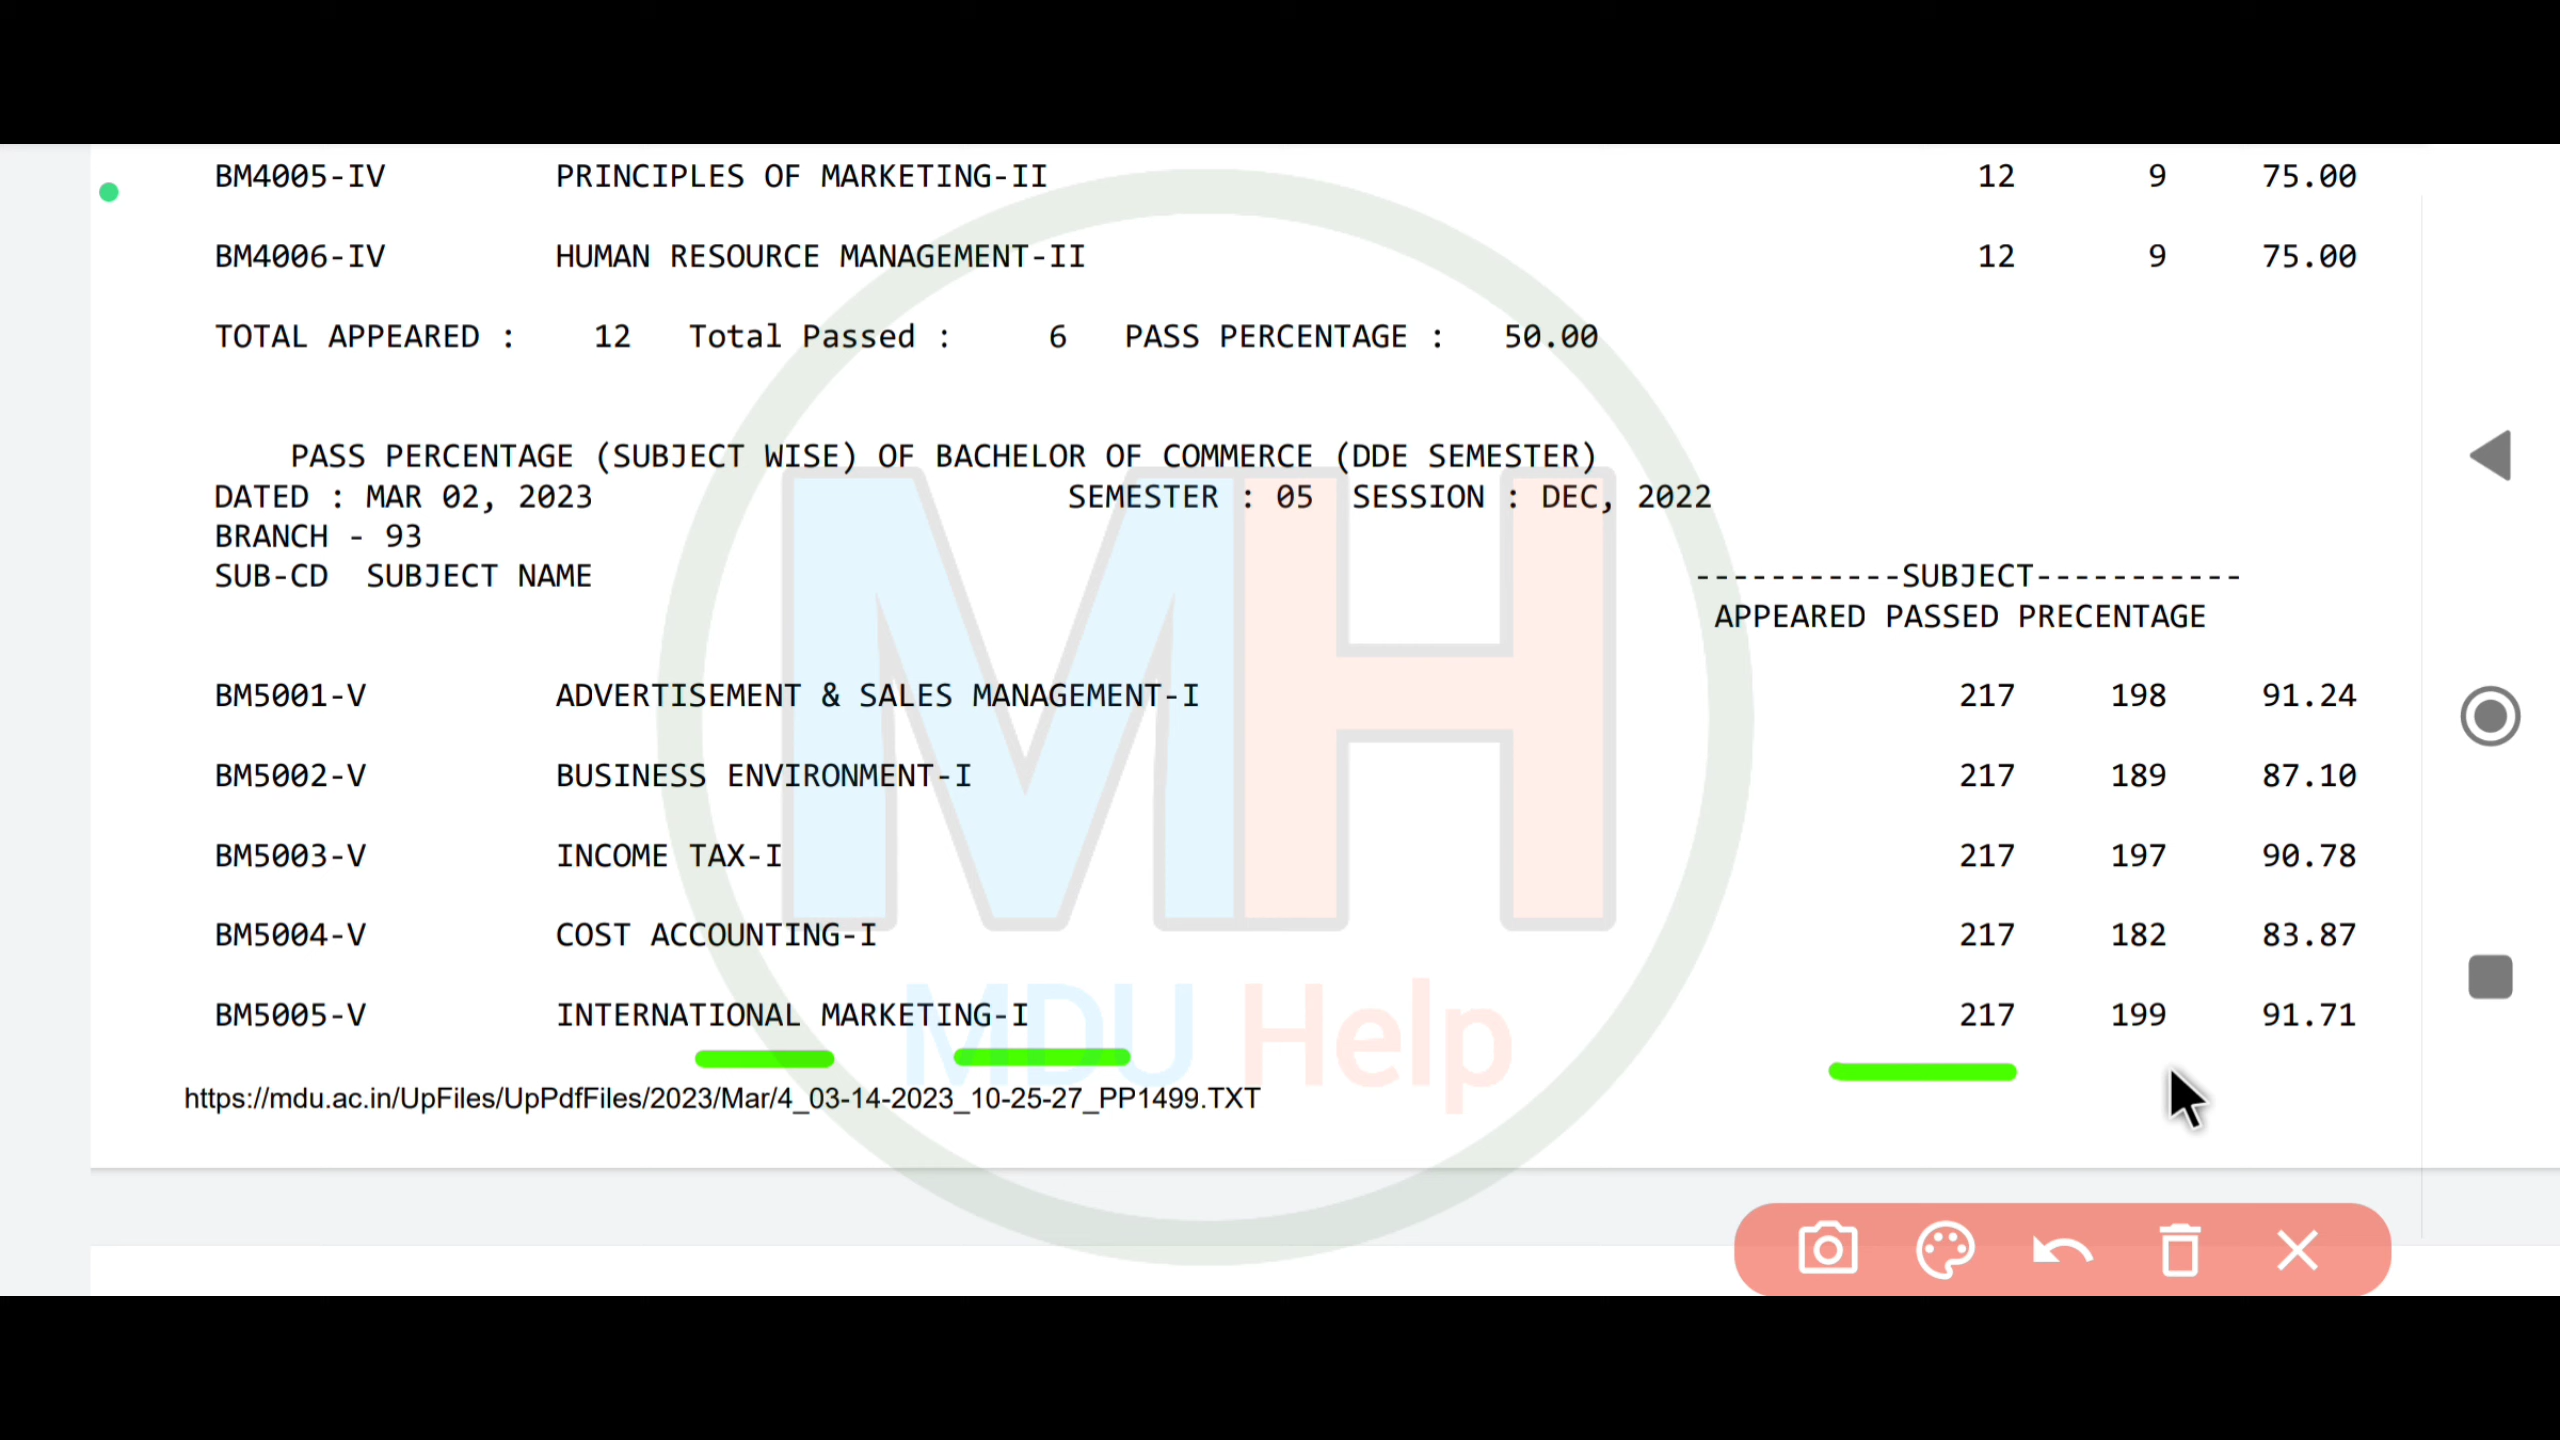 BM4005-IV PRINCIPLES OF MARKETING-II 12 9 75.00
BM4006-IV HUMAN RESOURCE MANAGEMENT-II 12 9 75.00
TOTAL APPEARED : 12 Total Passed : 6 PASS PERCENTAGE : 50.00
PASS PERCENTAGE (SUBJECT WISE) OF BACHELOR OF COMMERCE (DDE SEMESTER)
DATED : MAR 02, 2023 SEMESTER : 05 SESSION : DEC, 2022
BRANCH - 93
SUB-CD SUBJECT NAME -----------SUBJECT-----------
APPEARED PASSED PRECENTAGE
BM5001-V ADVERTISEMENT & SALES MANAGEMENT-I 217 198 91.24
BM5002-V BUSINESS ENVIRONMENT-I 217 189 87.10
BM5003-V INCOME TAX-I 217 197 90.78
BM5004-V COST ACCOUNTING-I 217 182 83.87
BM5005-V INTERNATIONAL MARKETING-I 217 199 91.71
https://mdu.ac.in/UpFiles/UpPdfFiles/2023/Mar/4_03-14-2023_10-25-27_PP1499.TXT
MH
MDU Help